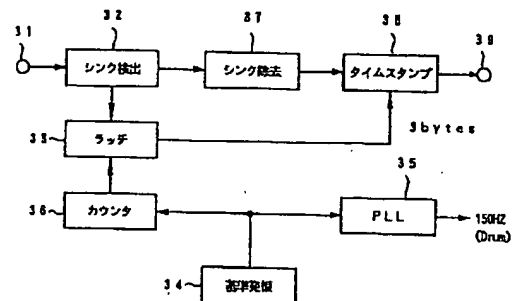 31
32
シンク検出
37
シンク除去
38
タイムスタンプ
39
33
ラッチ
3bytes
36
カウンタ
35
PLL
150HZ
(Drum)
34
基準発振